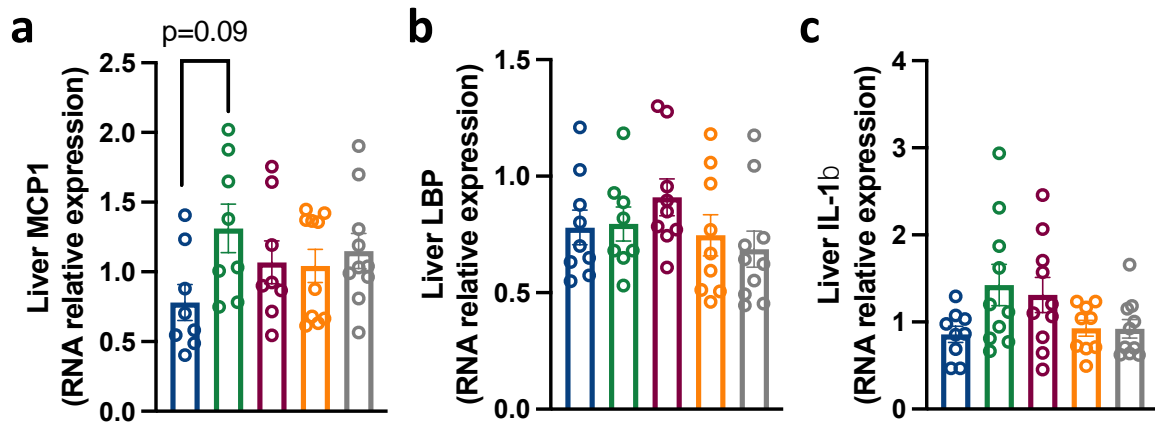 a
p=0.09
Liver MCP1
(RNA relative expression)
2.5
2.0
1.5
1.0
0.5
0.0
b
Liver LBP
(RNA relative expression)
1.5
1.0
0.5
0.0
c
Liver IL-1b
(RNA relative expression)
4
3
2
1
0